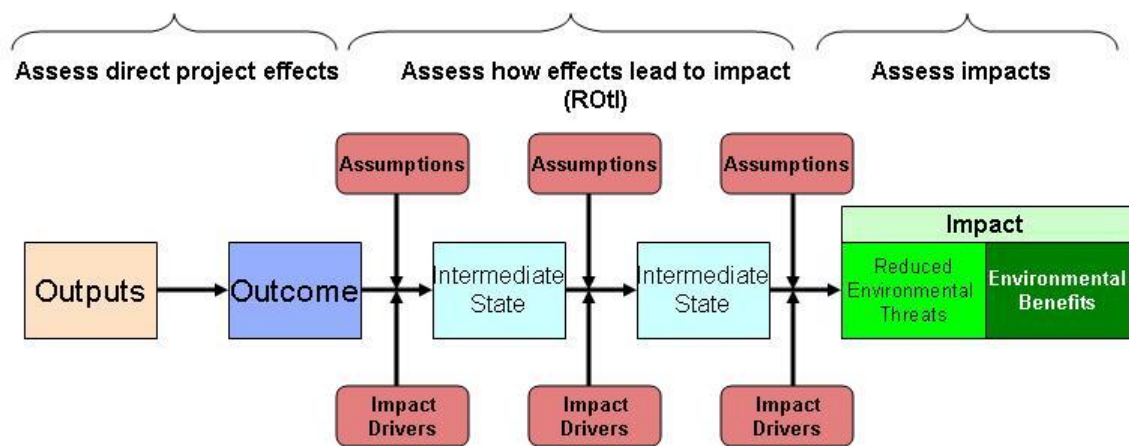 Assess direct project effects
Assess how effects lead to impact
(ROtI)
Assess impacts
Assumptions
Assumptions
Assumptions
Outputs
Outcome
Intermediate
State
Intermediate
State
Impact
Reduced
Environmental
Threats
Environmental
Benefits
Impact
Drivers
Impact
Drivers
Impact
Drivers